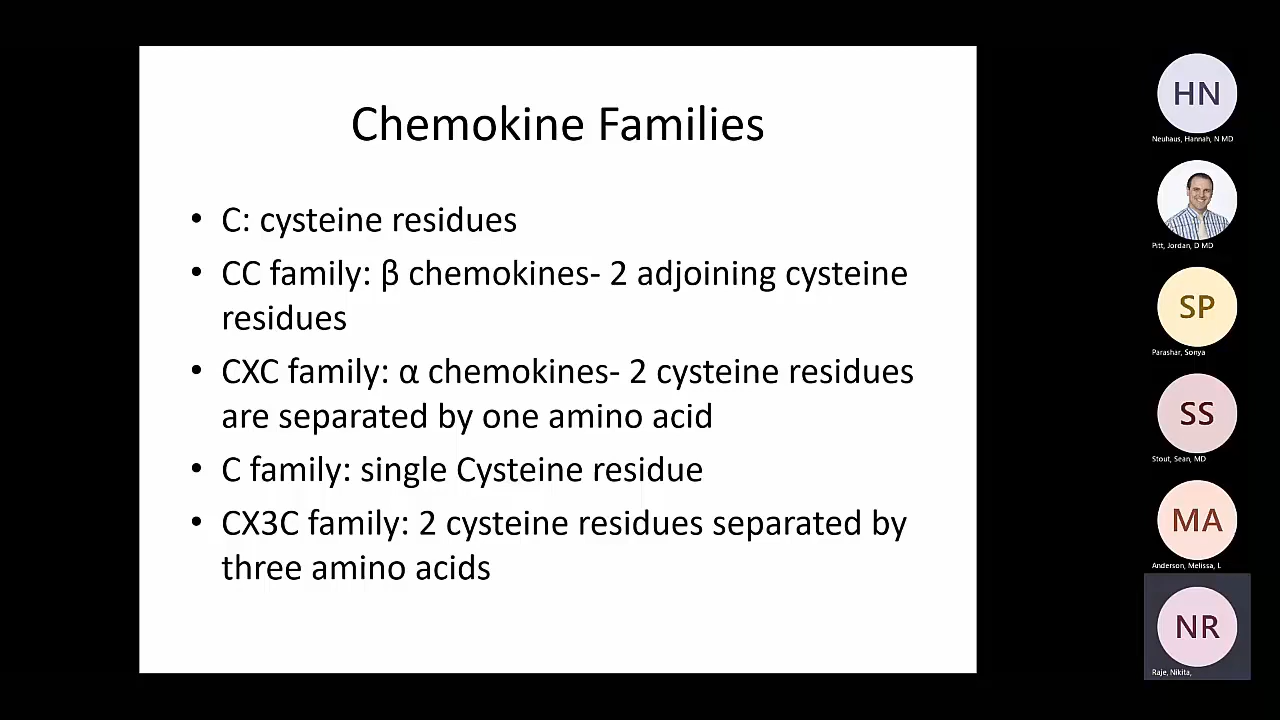 Chemokine Families
• C: cysteine residues
• CC family: β chemokines- 2 adjoining cysteine
residues
• CXC family: α chemokines- 2 cysteine residues
are separated by one amino acid
• C family: single Cysteine residue
• CX3C family: 2 cysteine residues separated by
three amino acids
HN
Neuhaus, Hannah, N MD
Pitt, Jordan, D MD
SP
Parashar, Sonya
SS
Stout, Sean, MD
MA
Anderson, Melissa, L
NR
Raje, Nikita,